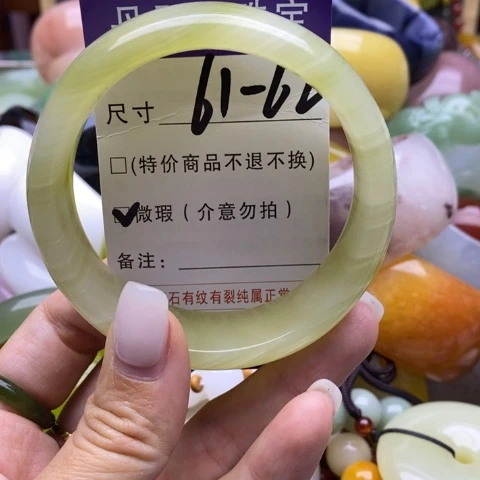 尺寸 61-62
□(特价商品不退不换)
☑微瑕(介意勿拍)
备注:
石有纹有裂纯属正常